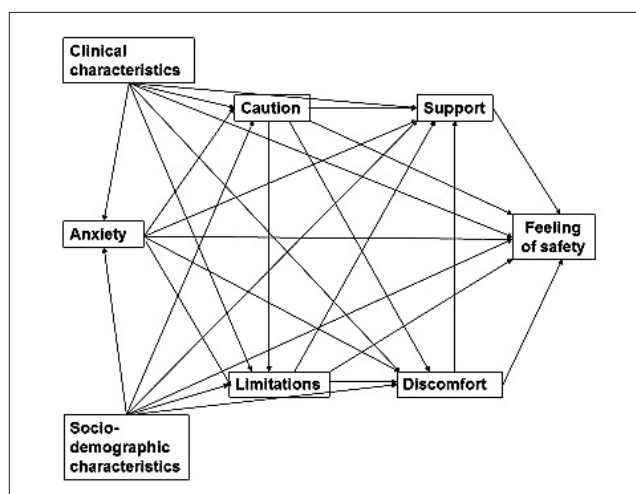 Clinical
characteristics
Caution
Support
Anxiety
Feeling
of safety
Limitations
Discomfort
Socio-
demographic
characteristics